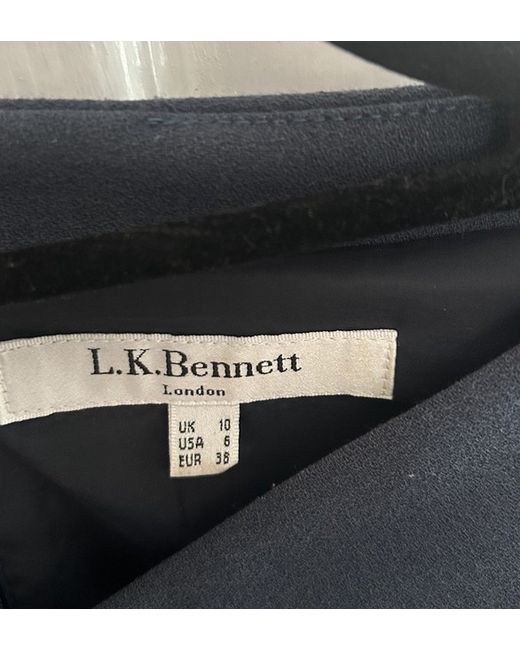 L.K.Bennett
London
UK 10
USA 6
EUR 38